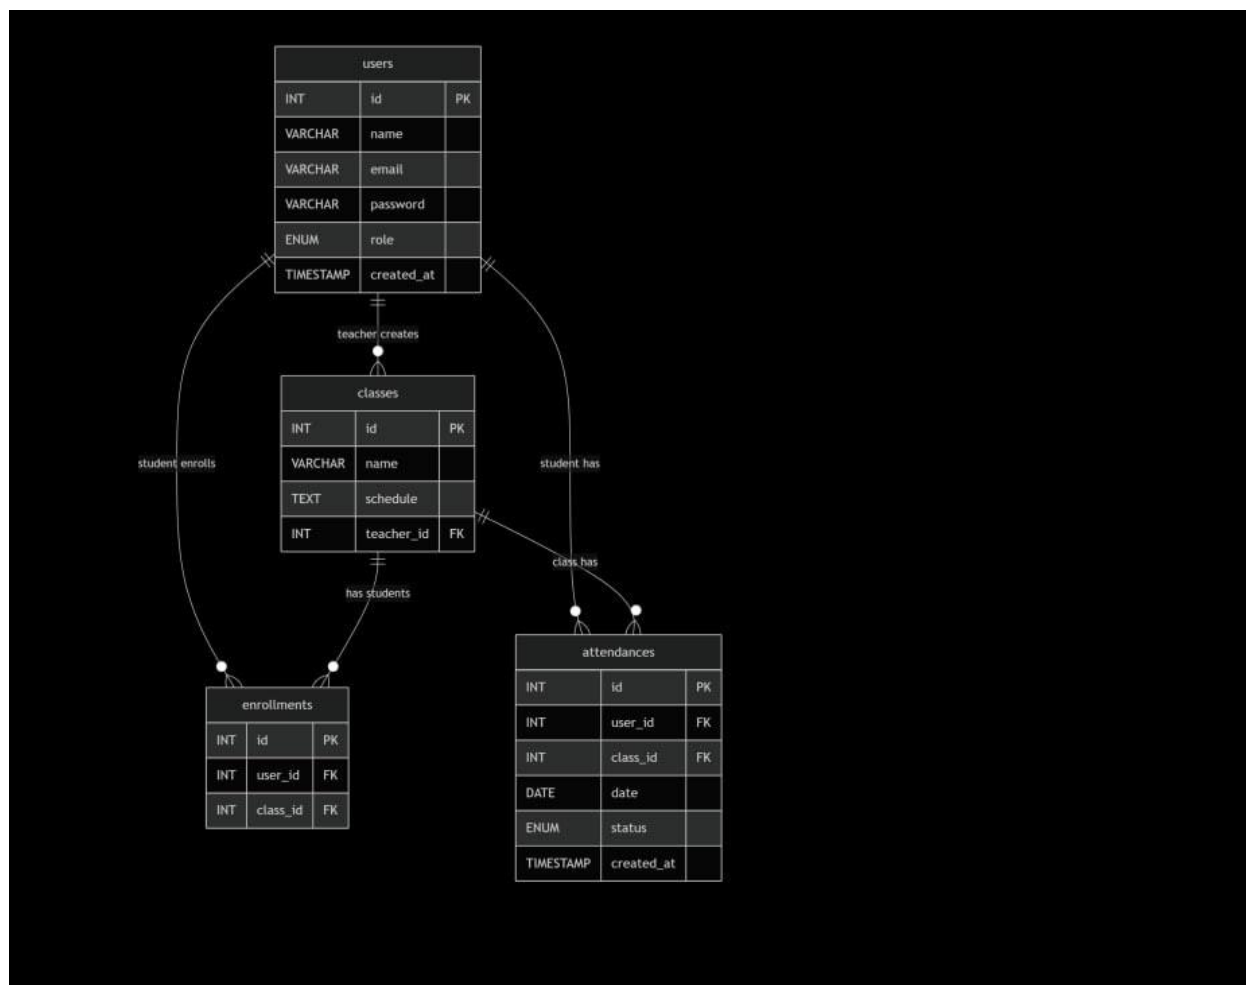 users
INT id PK
VARCHAR name
VARCHAR email
VARCHAR password
ENUM role
TIMESTAMP created_at
teacher creates
classes
INT id PK
VARCHAR name
TEXT schedule
INT teacher_id FK
student enrolls
student has
class has
has students
attendances
INT id PK
INT user_id FK
INT class_id FK
DATE date
ENUM status
TIMESTAMP created_at
enrollments
INT id PK
INT user_id FK
INT class_id FK